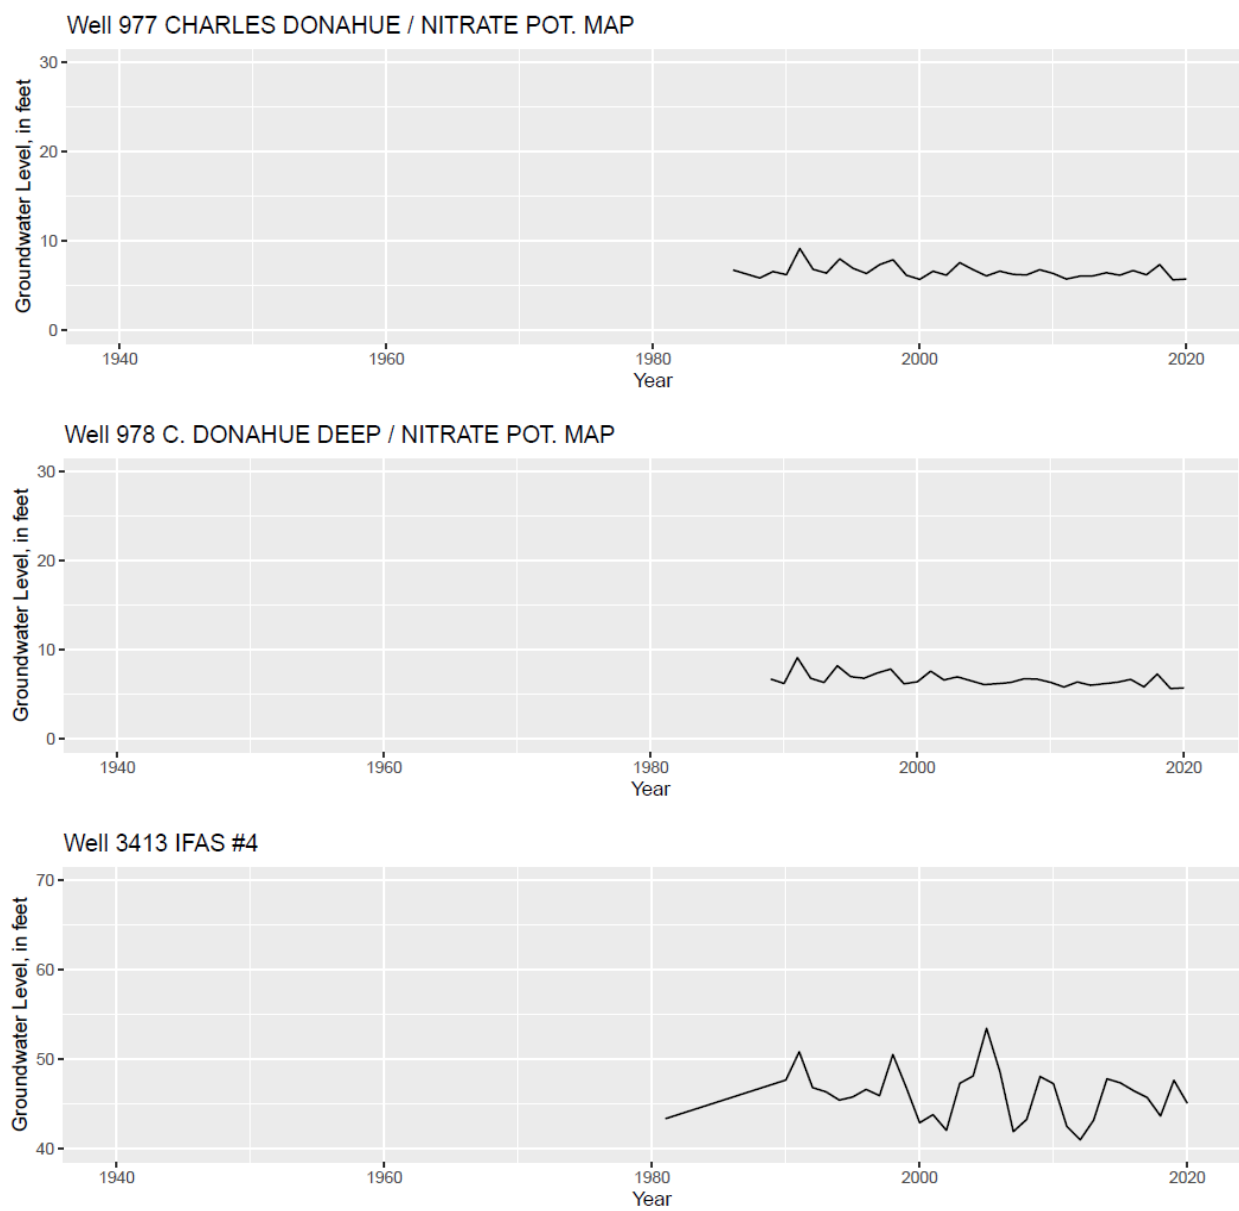 Well 977 CHARLES DONAHUE / NITRATE POT. MAP
Groundwater Level, in feet
30
20
10
0
1940 1960 1980 2000 2020
Year
Well 978 C. DONAHUE DEEP / NITRATE POT. MAP
Groundwater Level, in feet
30
20
10
0
1940 1960 1980 2000 2020
Year
Well 3413 IFAS #4
Groundwater Level, in feet
70
60
50
40
1940 1960 1980 2000 2020
Year